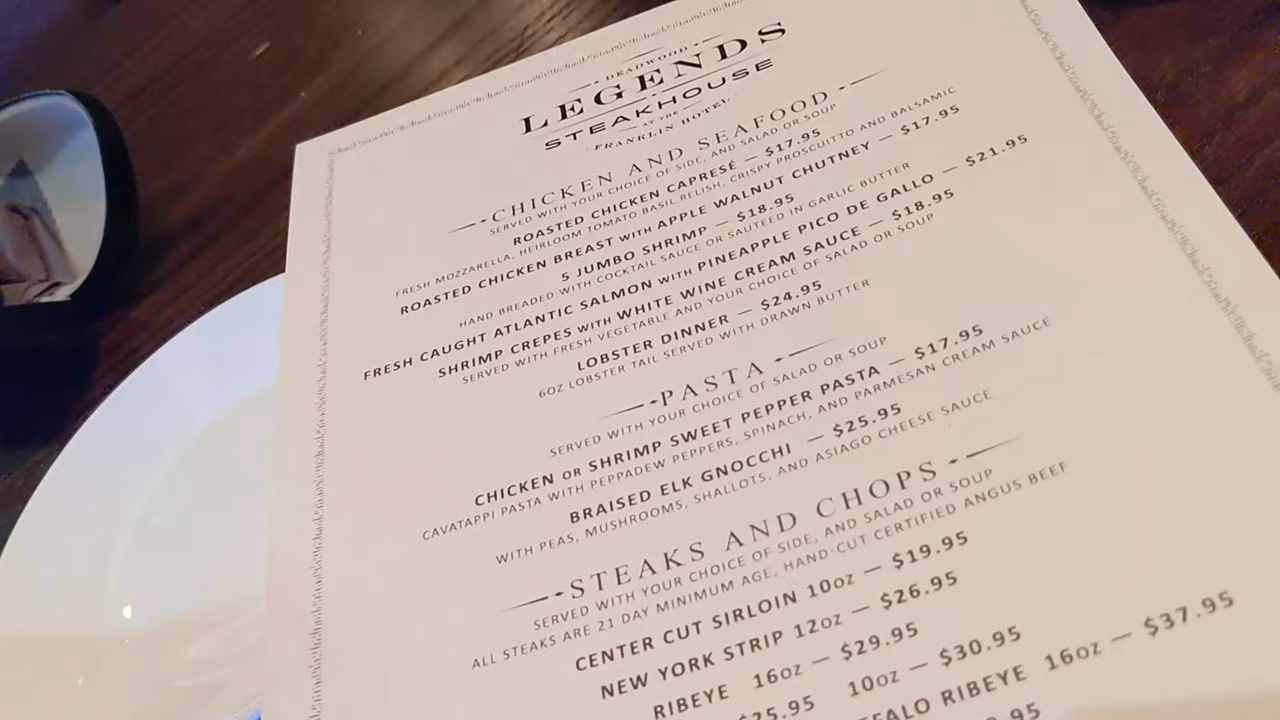 DEADWOOD
LEGENDS
STEAKHOUSE
AT THE
FRANKLIN HOTEL
CHICKEN AND SEAFOOD
SERVED WITH YOUR CHOICE OF SIDE, AND SALAD OR SOUP
ROASTED CHICKEN CAPRESÉ — $17.95
FRESH MOZZARELLA, HEIRLOOM TOMATO BASIL RELISH, CRISPY PROSCUITTO AND BALSAMIC
ROASTED CHICKEN BREAST WITH APPLE WALNUT CHUTNEY — $17.95
5 JUMBO SHRIMP — $18.95
HAND BREADED WITH COCKTAIL SAUCE OR SAUTEED IN GARLIC BUTTER
FRESH CAUGHT ATLANTIC SALMON WITH PINEAPPLE PICO DE GALLO — $21.95
SHRIMP CREPES WITH WHITE WINE CREAM SAUCE — $18.95
SERVED WITH FRESH VEGETABLE AND YOUR CHOICE OF SALAD OR SOUP
LOBSTER DINNER — $24.95
6OZ LOBSTER TAIL SERVED WITH DRAWN BUTTER
PASTA
SERVED WITH YOUR CHOICE OF SALAD OR SOUP
CHICKEN OR SHRIMP SWEET PEPPER PASTA — $17.95
CAVATAPPI PASTA WITH PEPPADEW PEPPERS, SPINACH, AND PARMESAN CREAM SAUCE
BRAISED ELK GNOCCHI — $25.95
WITH PEAS, MUSHROOMS, SHALLOTS, AND ASIAGO CHEESE SAUCE
STEAKS AND CHOPS
SERVED WITH YOUR CHOICE OF SIDE, AND SALAD OR SOUP
ALL STEAKS ARE 21 DAY MINIMUM AGE, HAND-CUT CERTIFIED ANGUS BEEF
CENTER CUT SIRLOIN 10oz — $19.95
NEW YORK STRIP 12oz — $26.95
RIBEYE 16oz — $29.95
$25.95 10oz — $30.95
RIBEYE 16oz — $37.95